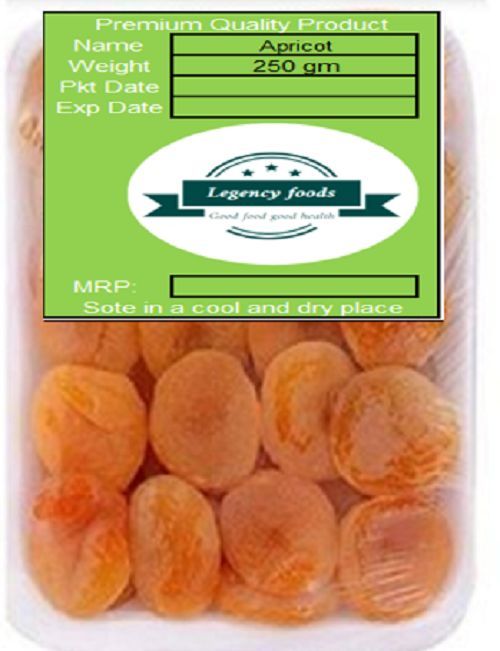 Premium Quality Product
Name Apricot
Weight 250 gm
Pkt Date
Exp Date
Legency foods
Good food good health
MRP:
Sote in a cool and dry place